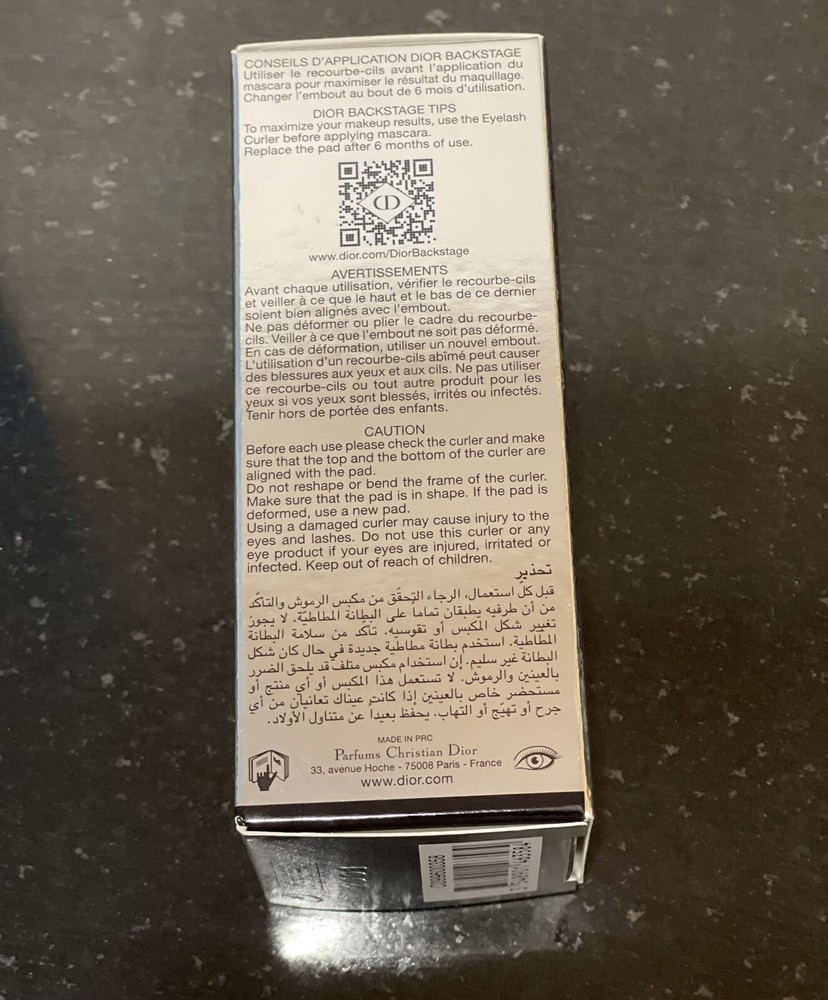 CONSEILS D'APPLICATION DIOR BACKSTAGE
Utiliser le recourbe-cils avant l'application du
mascara pour maximiser le résultat du maquillage.
Changer l'embout au bout de 6 mois d'utilisation.
DIOR BACKSTAGE TIPS
To maximize your makeup results, use the Eyelash
Curler before applying mascara.
Replace the pad after 6 months of use.
CD
www.dior.com/DiorBackstage
AVERTISSEMENTS
Avant chaque utilisation, vérifier le recourbe-cils
et veiller à ce que le haut et le bas de ce dernier
soient bien alignés avec l'embout.
Ne pas déformer ou plier le cadre du recourbe-
cils. Veiller à ce que l'embout ne soit pas déformé.
En cas de déformation, utiliser un nouvel embout.
L'utilisation d'un recourbe-cils abîmé peut causer
des blessures aux yeux et aux cils. Ne pas utiliser
ce recourbe-cils ou tout autre produit pour les
yeux si vos yeux sont blessés, irrités ou infectés.
Tenir hors de portée des enfants.
CAUTION
Before each use please check the curler and make
sure that the top and the bottom of the curler are
aligned with the pad.
Do not reshape or bend the frame of the curler.
Make sure that the pad is in shape. If the pad is
deformed, use a new pad.
Using a damaged curler may cause injury to the
eyes and lashes. Do not use this curler or any
eye product if your eyes are injured, irritated or
infected. Keep out of reach of children.
تحذير
قبل كلّ استعمال، الرجاء التحقّق من مكبس الرموش والتأكّد
من أن طرفيه يطبقان تماماً على البطانة المطاطيّة. لا يجوز
تغيير شكل المكبس أو تقوسيه. تأكّد من سلامة البطانة
المطّاطية. استخدم بطانة مطاطية جديدة في حال كان شكل
البطانة غير سليم. إن استخدام مكبس متلف قد يلحق الضرر
بالعينين والرموش. لا تستعمل هذا المكبس أو أي منتج أو
مستحضر خاص بالعينين إذا كانت عيناك تعانيان من أي
جرح أو تهيّج أو التهاب. يحفظ بعيداً عن متناول الأولاد.
MADE IN PRC
Parfums Christian Dior
33, avenue Hoche - 75008 Paris - France
www.dior.com